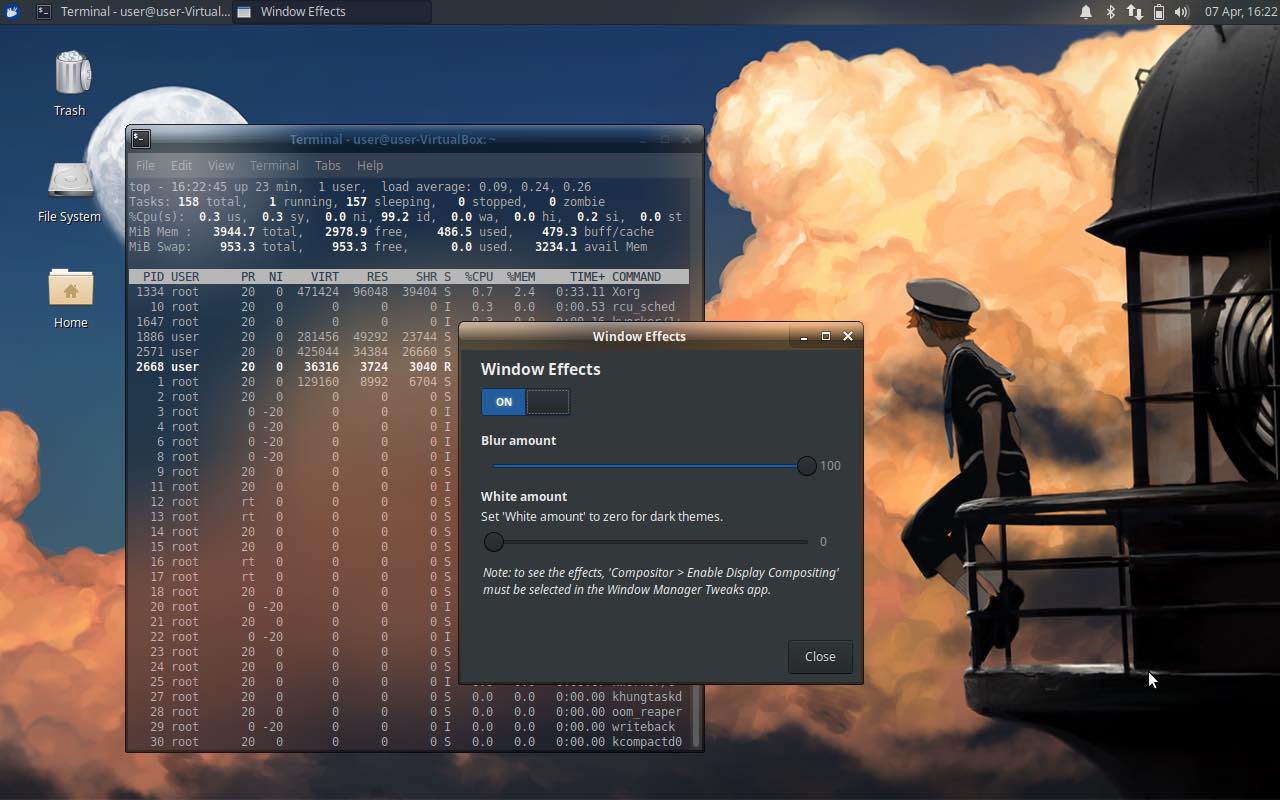 Terminal - user@user-Virtual... Window Effects 07 Apr, 16:22
Trash
File System
Home
Terminal - user@user-VirtualBox: ~
File Edit View Terminal Tabs Help
top - 16:22:45 up 23 min, 1 user, load average: 0.09, 0.24, 0.26
Tasks: 158 total, 1 running, 157 sleeping, 0 stopped, 0 zombie
%Cpu(s): 0.3 us, 0.3 sy, 0.0 ni, 99.2 id, 0.0 wa, 0.0 hi, 0.2 si, 0.0 st
MiB Mem : 3944.7 total, 2978.9 free, 486.5 used, 479.3 buff/cache
MiB Swap: 953.3 total, 953.3 free, 0.0 used. 3234.1 avail Mem
PID USER PR NI VIRT RES SHR S %CPU %MEM TIME+ COMMAND
1334 root 20 0 471424 96048 39404 S 0.7 2.4 0:33.11 Xorg
10 root 20 0 0 0 0 I 0.3 0.0 0:00.53 rcu_sched
1647 root 20 0 0 0 0 I
1886 user 20 0 281456 49292 23744 S
2571 user 20 0 425044 34384 26660 S
2668 user 20 0 36316 3724 3040 R
1 root 20 0 129160 8992 6704 S
2 root 20 0 0 0 0 S
3 root 0 -20 0 0 0 I
4 root 0 -20 0 0 0 I
6 root 0 -20 0 0 0 I
8 root 0 -20 0 0 0 I
9 root 20 0 0 0 0 S
11 root 20 0 0 0 0 I
12 root rt 0 0 0 0 S
13 root rt 0 0 0 0 S
14 root 20 0 0 0 0 S
15 root 20 0 0 0 0 S
16 root rt 0 0 0 0 S
17 root rt 0 0 0 0 S
18 root 20 0 0 0 0 S
20 root 0 -20 0 0 0 I
21 root 20 0 0 0 0 S
22 root 0 -20 0 0 0 I
23 root 20 0 0 0 0 S
24 root 20 0 0 0 0 S
25 root 20 0 0 0 0 I
27 root 20 0 0 0 0 S 0.0 0.0 0:00.00 khungtaskd
28 root 20 0 0 0 0 S 0.0 0.0 0:00.00 oom_reaper
29 root 0 -20 0 0 0 I 0.0 0.0 0:00.00 writeback
30 root 20 0 0 0 0 S 0.0 0.0 0:00.00 kcompactd0
Window Effects
Window Effects
ON
Blur amount
100
White amount
Set 'White amount' to zero for dark themes.
0
Note: to see the effects, 'Compositor > Enable Display Compositing'
must be selected in the Window Manager Tweaks app.
Close